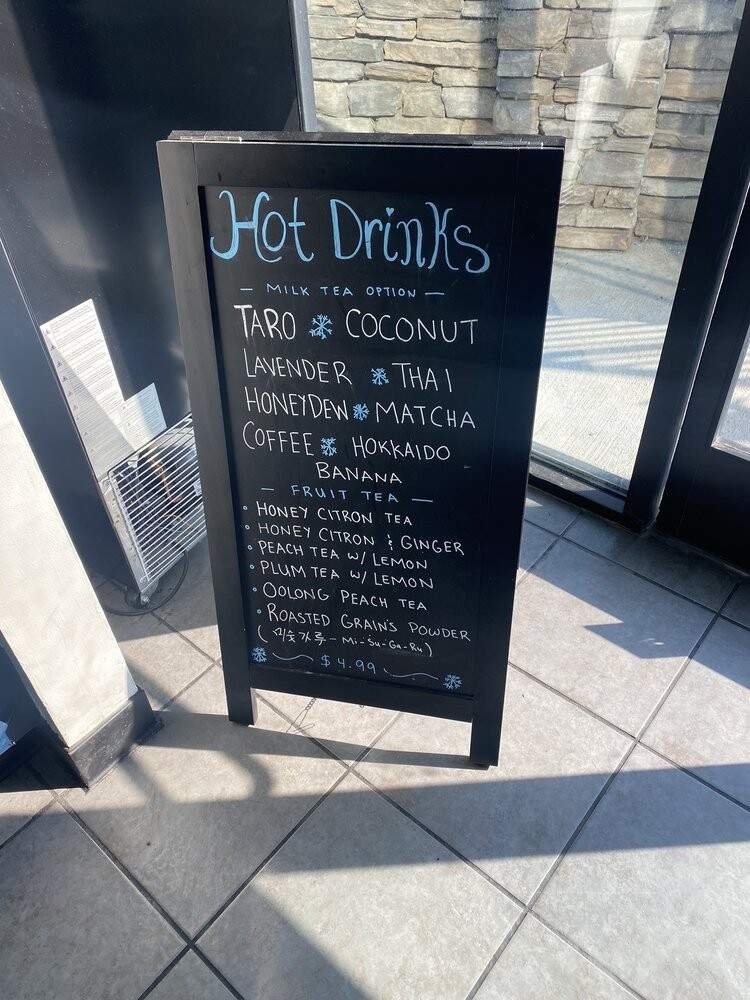 Hot Drinks
— MILK TEA OPTION —
TARO COCONUT
LAVENDER THAI
HONEYDEW MATCHA
COFFEE HOKKAIDO
BANANA
— FRUIT TEA —
• HONEY CITRON TEA
• HONEY CITRON & GINGER
• PEACH TEA W/ LEMON
• PLUM TEA W/ LEMON
• OOLONG PEACH TEA
• ROASTED GRAINS POWDER
(미숫가루 - Mi-Su-Ga-Ru)
$4.99